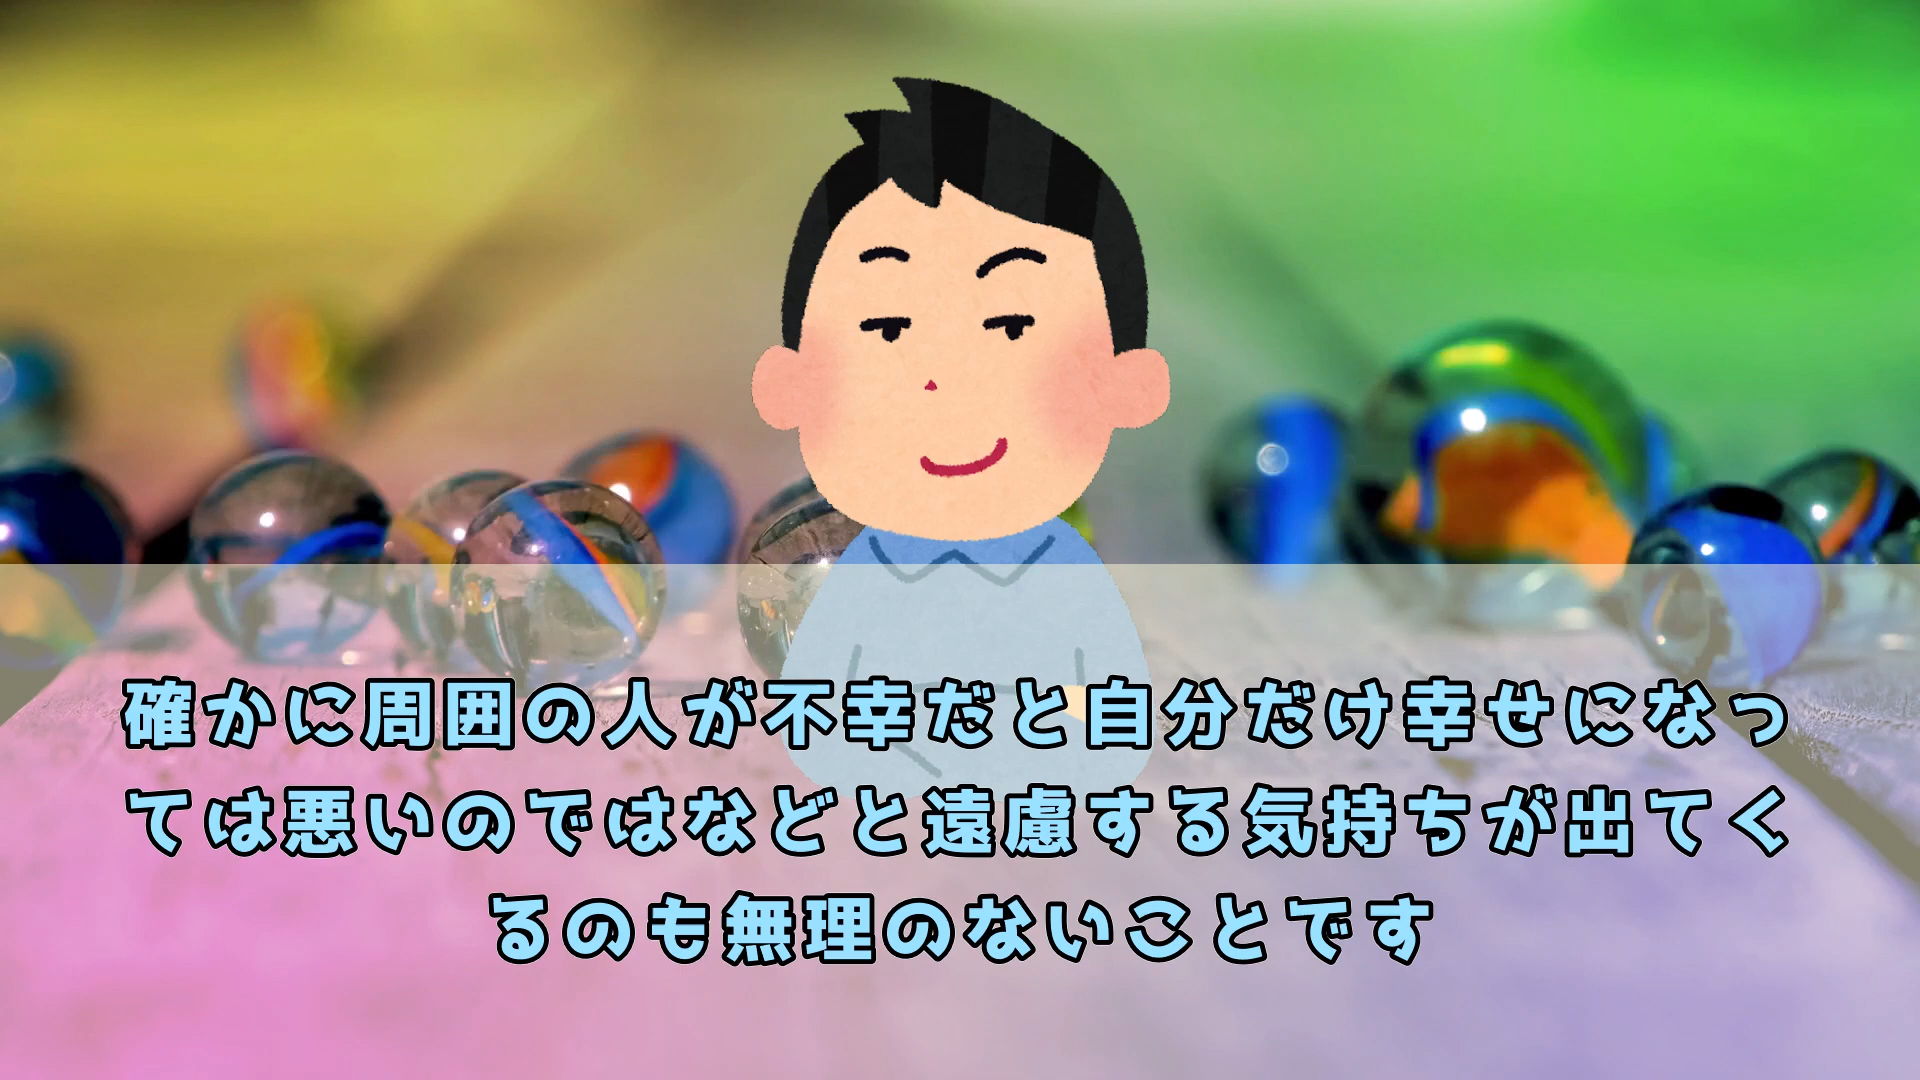 確かに周囲の人が不幸だと自分だけ幸せになっ
ては悪いのではなどと遠慮する気持ちが出てく
るのも無理のないことです